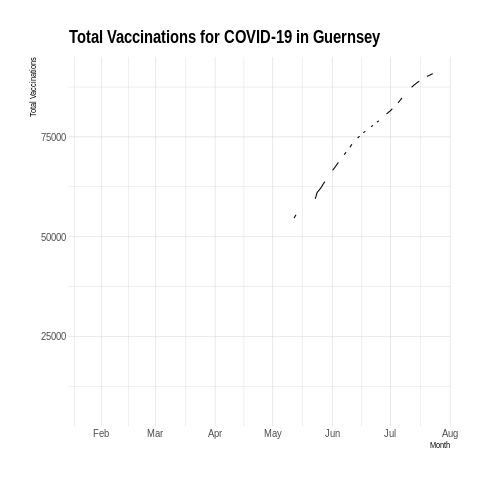 Total Vaccinations for COVID-19 in Guernsey
Total Vaccinations
75000
50000
25000
Feb Mar Apr May Jun Jul Aug
Month